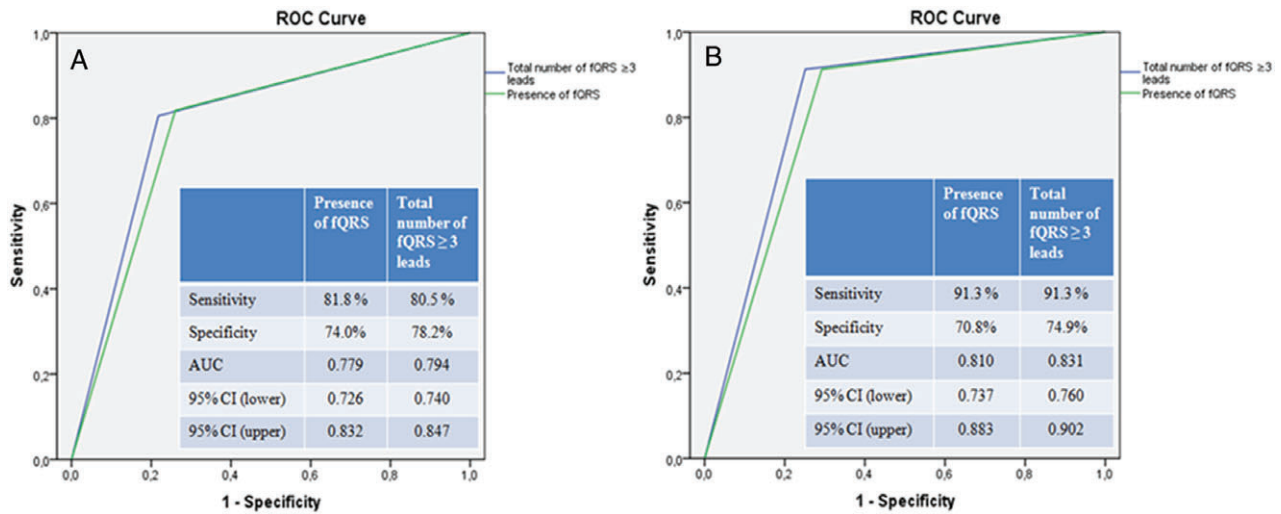 ROC Curve
A
1,0
0,8
0,6
0,4
0,2
0,0
Sensitivity
0,0 0,2 0,4 0,6 0,8 1,0
1 - Specificity
Total number of fQRS ≥3
leads
Presence of fQRS
Presence
of fQRS
Total
number of
fQRS ≥ 3
leads
Sensitivity 81.8 % 80.5 %
Specificity 74.0% 78.2%
AUC 0.779 0.794
95% CI (lower) 0.726 0.740
95% CI (upper) 0.832 0.847
ROC Curve
B
1,0
0,8
0,6
0,4
0,2
0,0
Sensitivity
0,0 0,2 0,4 0,6 0,8 1,0
1 - Specificity
Total number of fQRS ≥3
leads
Presence of fQRS
Presence
of fQRS
Total
number of
fQRS ≥ 3
leads
Sensitivity 91.3 % 91.3%
Specificity 70.8% 74.9%
AUC 0.810 0.831
95% CI (lower) 0.737 0.760
95% CI (upper) 0.883 0.902